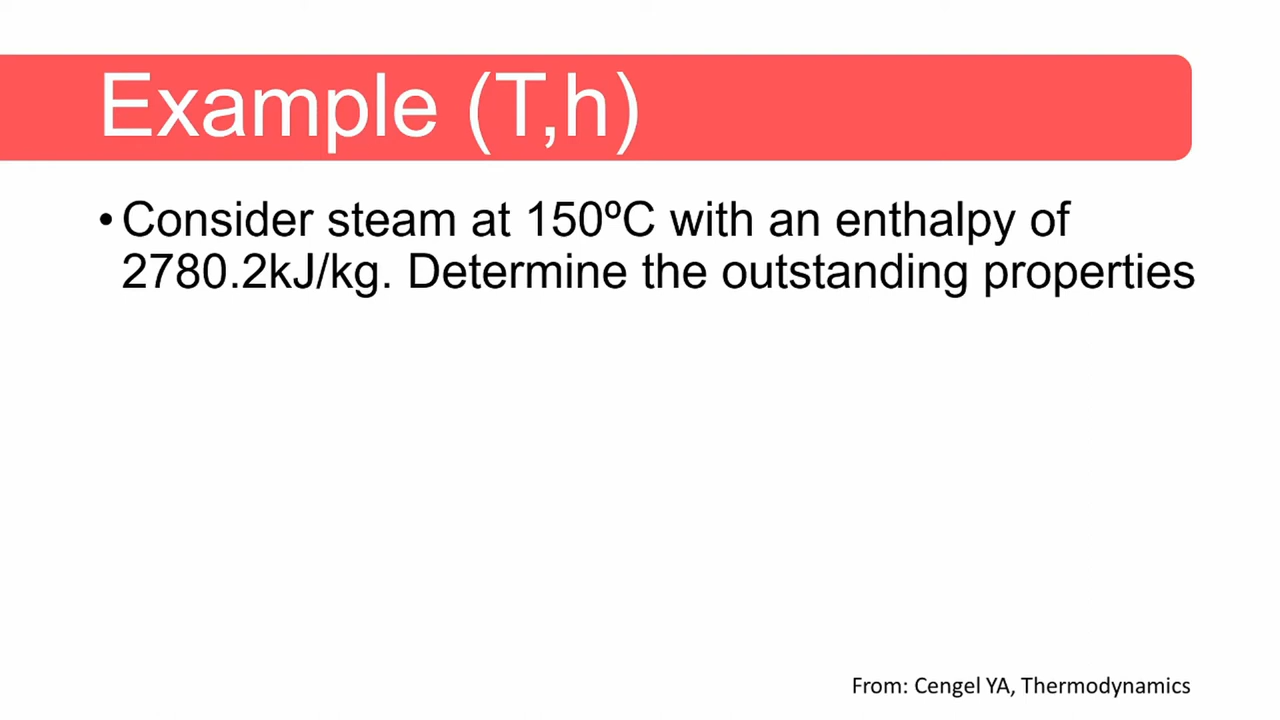 Example (T,h)
• Consider steam at 150ºC with an enthalpy of
2780.2kJ/kg. Determine the outstanding properties
From: Cengel YA, Thermodynamics